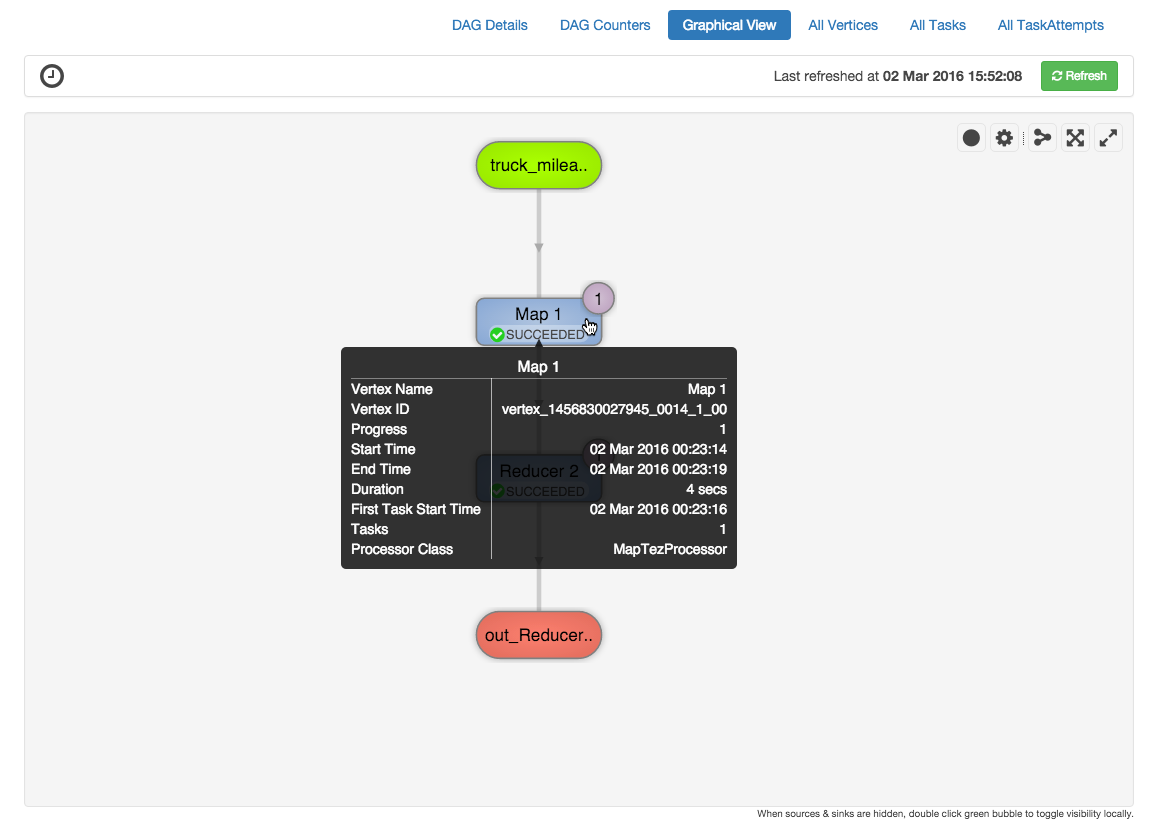 DAG Details DAG Counters Graphical View All Vertices All Tasks All TaskAttempts
Last refreshed at 02 Mar 2016 15:52:08 Refresh
truck_milea..
1
Map 1
SUCCEEDED
Map 1
Vertex Name Map 1
Vertex ID vertex_1456830027945_0014_1_00
Progress 1
Start Time 02 Mar 2016 00:23:14
Reducer 2
End Time 02 Mar 2016 00:23:19
SUCCEEDED
Duration 4 secs
First Task Start Time 02 Mar 2016 00:23:16
Tasks 1
Processor Class MapTezProcessor
out_Reducer..
When sources & sinks are hidden, double click green bubble to toggle visibility locally.